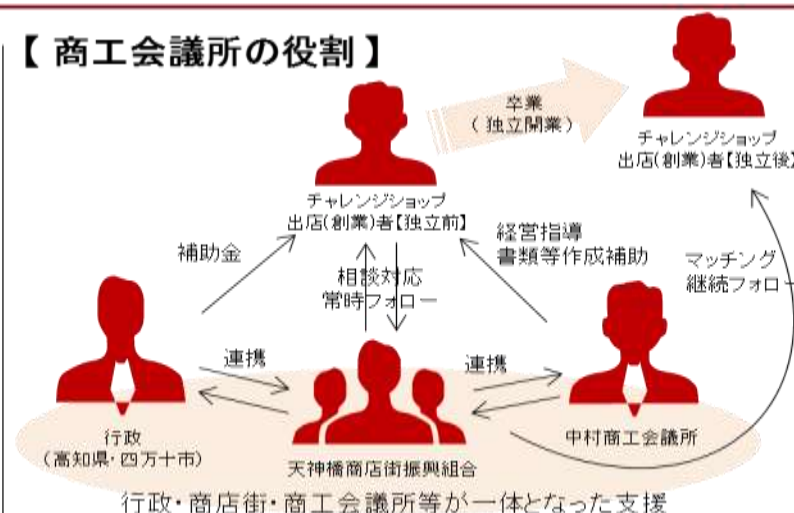 【 商工会議所の役割 】
卒業
( 独立開業)
チャレンジショップ
出店(創業)者【独立後】
チャレンジショップ
出店(創業)者【独立前】
補助金
相談対応
常時フォロー
経営指導
書類等作成補助
マッチング
継続フォロー
連携
連携
行政
(高知県・四万十市)
天神橋商店街振興組合
中村商工会議所
行政・商店街・商工会議所等が一体となった支援